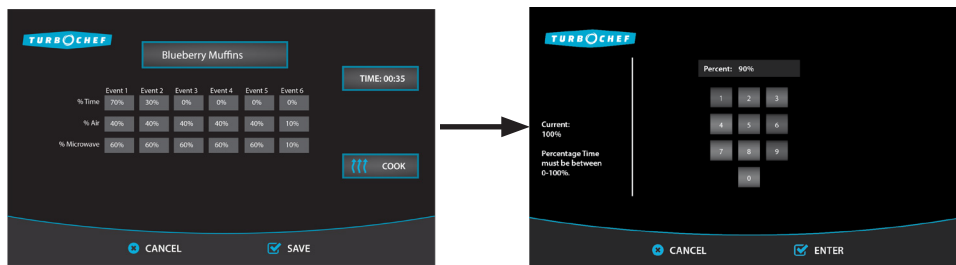 TURBOCHEF
Blueberry Muffins
TIME: 00:35
Event 1 Event 2 Event 3 Event 4 Event 5 Event 6
% Time 70% 30% 0% 0% 0% 0%
% Air 40% 40% 40% 40% 40% 10%
% Microwave 60% 60% 60% 60% 60% 10%
COOK
CANCEL SAVE
TURBOCHEF
Percent: 90%
Current:
100%
Percentage Time
must be between
0-100%.
1 2 3
4 5 6
7 8 9
0
CANCEL ENTER